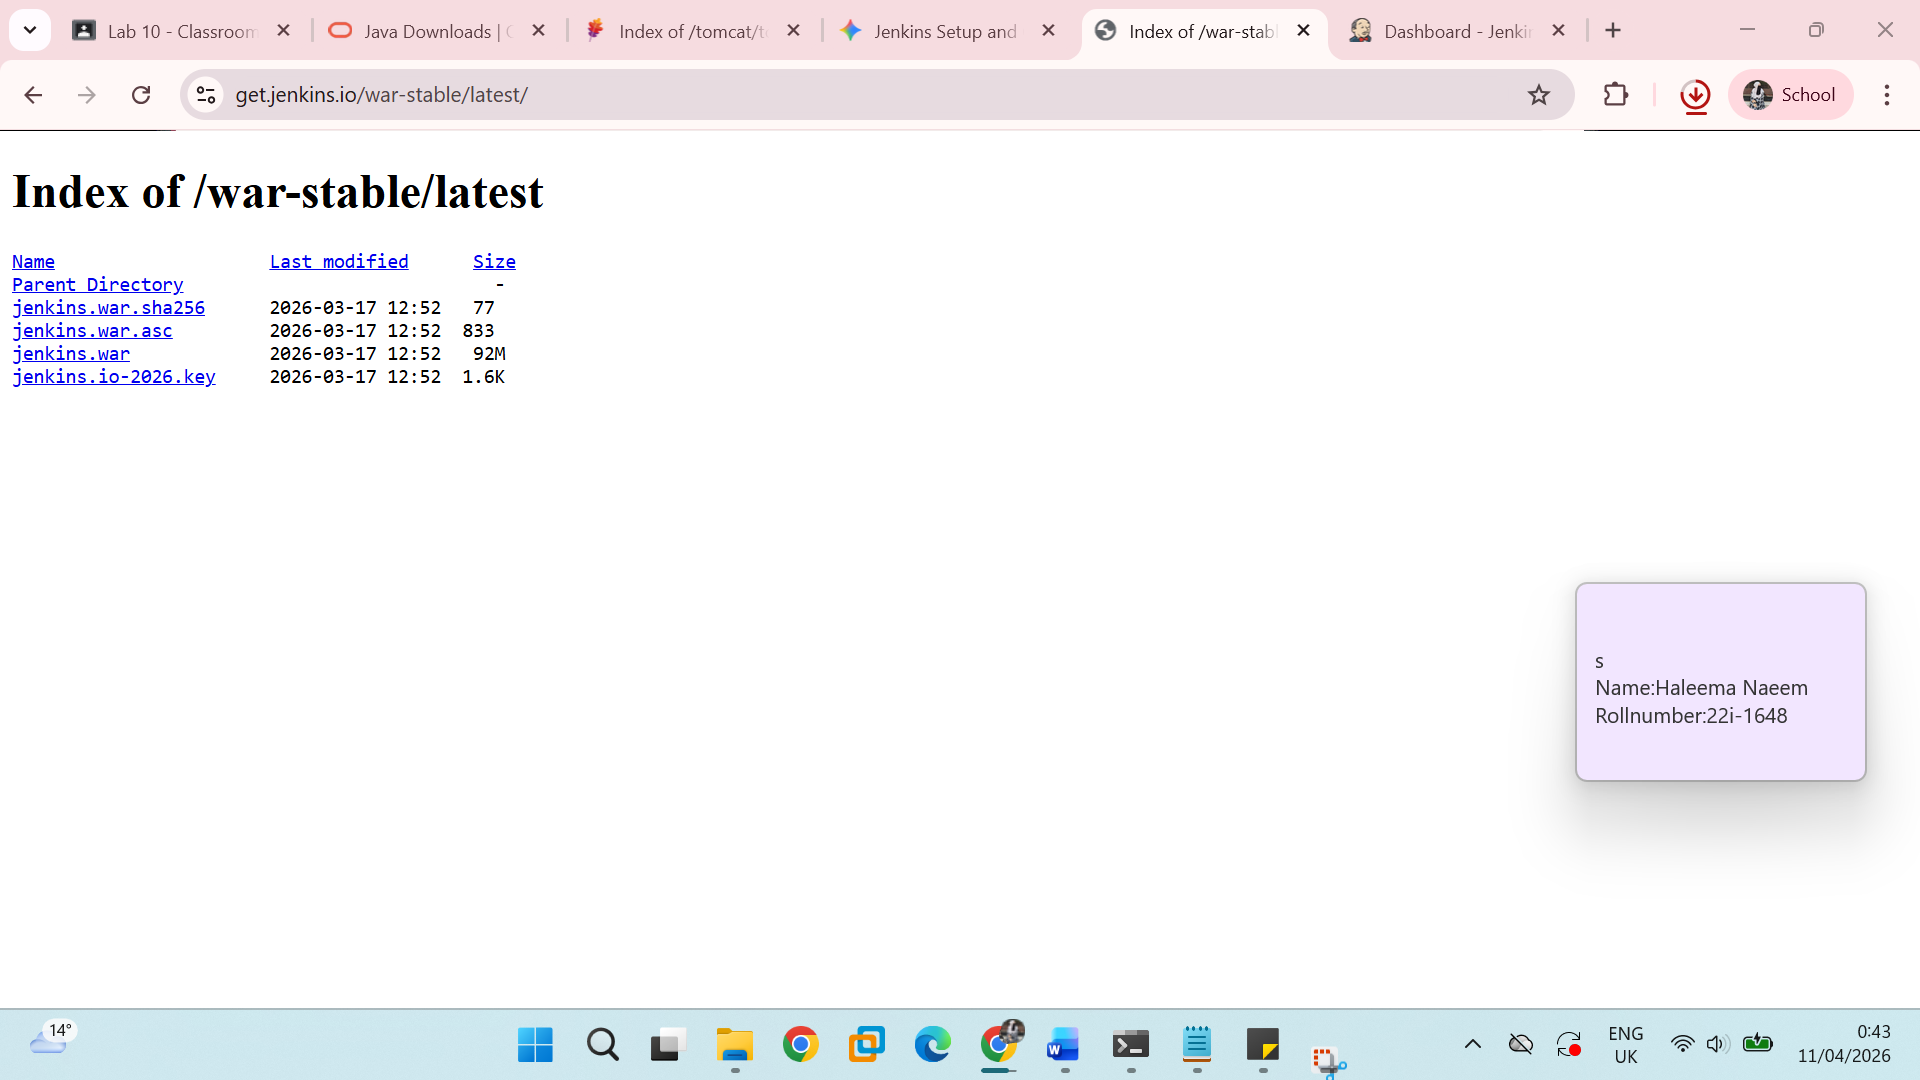 Lab 10 - Classroom
Java Downloads |
Index of /tomcat/t
Jenkins Setup and
Index of /war-stabl
Dashboard - Jenkin
get.jenkins.io/war-stable/latest/
School
Index of /war-stable/latest
Name Last modified Size
Parent Directory -
jenkins.war.sha256 2026-03-17 12:52 77
jenkins.war.asc 2026-03-17 12:52 833
jenkins.war 2026-03-17 12:52 92M
jenkins.io-2026.key 2026-03-17 12:52 1.6K
s
Name:Haleema Naeem
Rollnumber:22i-1648
14°
ENG
UK
0:43
11/04/2026